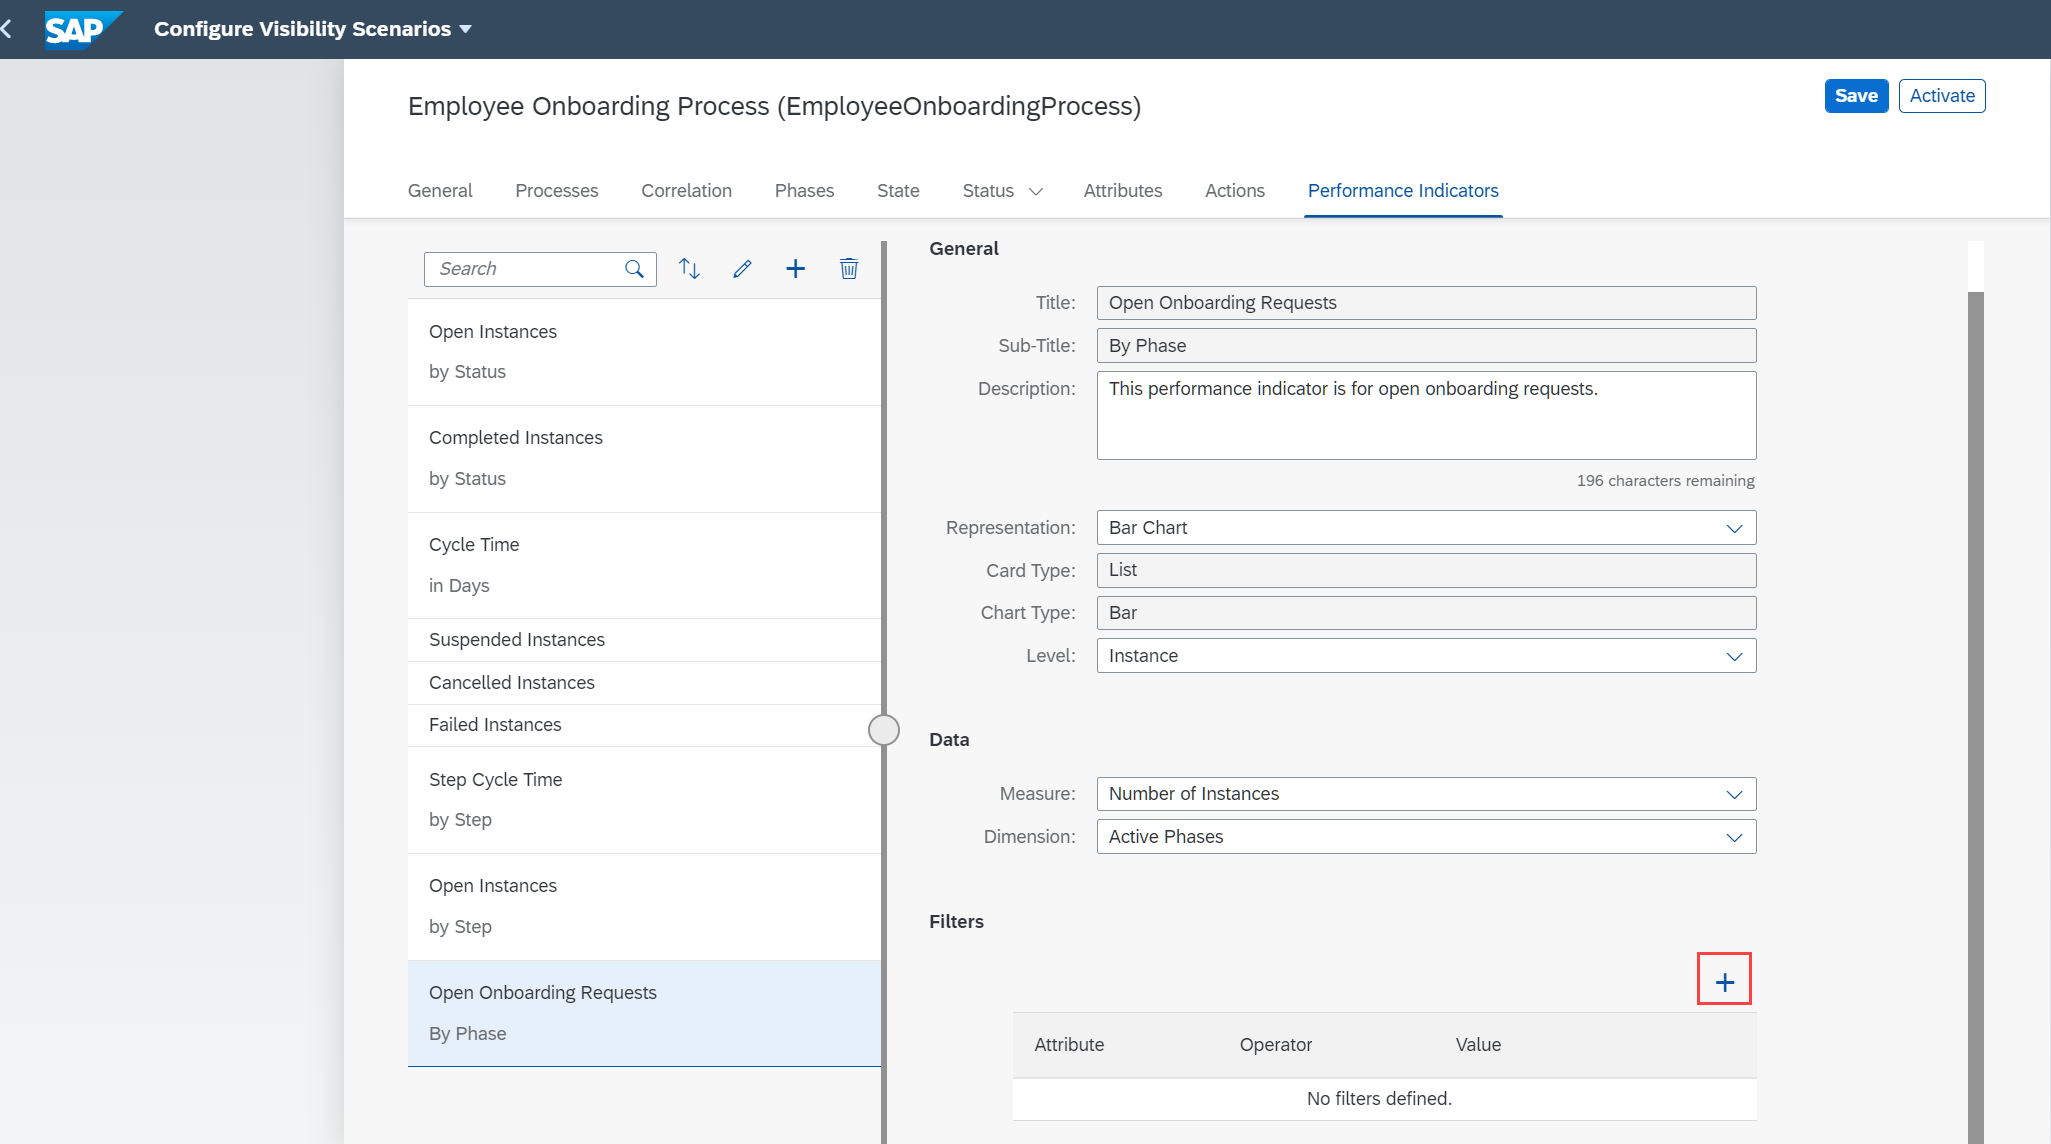 SAP Configure Visibility Scenarios
Employee Onboarding Process (EmployeeOnboardingProcess)
Save Activate
General Processes Correlation Phases State Status Attributes Actions Performance Indicators
Search
Open Instances
by Status
Completed Instances
by Status
Cycle Time
in Days
Suspended Instances
Cancelled Instances
Failed Instances
Step Cycle Time
by Step
Open Instances
by Step
Open Onboarding Requests
By Phase
General
Title: Open Onboarding Requests
Sub-Title: By Phase
Description: This performance indicator is for open onboarding requests.
196 characters remaining
Representation: Bar Chart
Card Type: List
Chart Type: Bar
Level: Instance
Data
Measure: Number of Instances
Dimension: Active Phases
Filters
Attribute Operator Value
No filters defined.